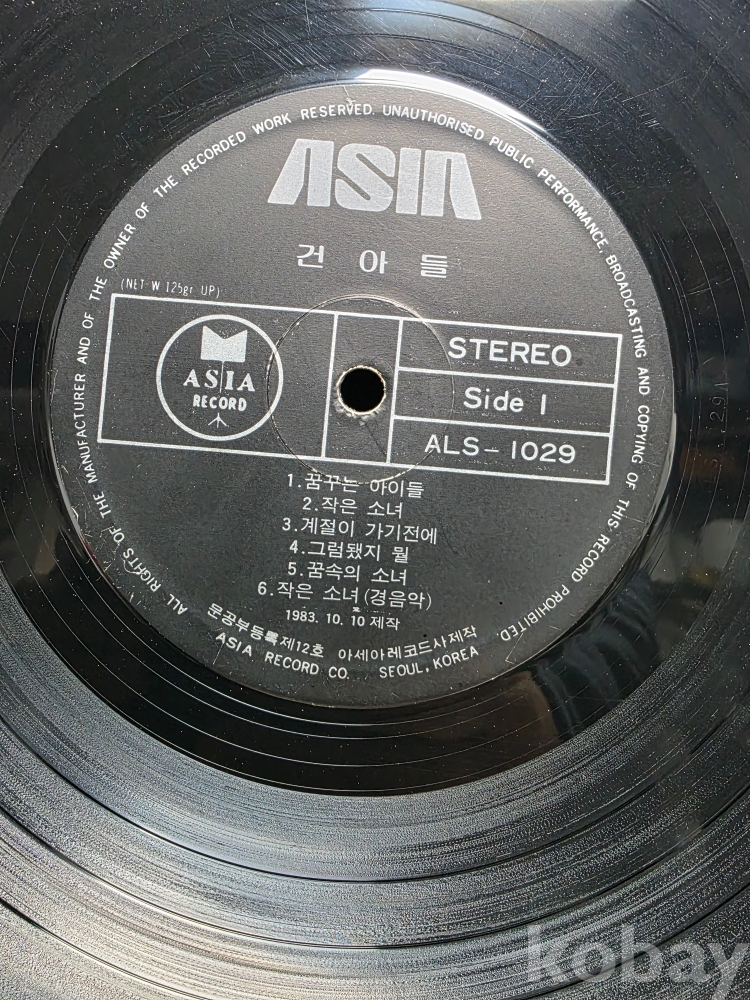 ALL RIGHTS OF THE MANUFACTURER AND OF THE OWNER OF THE RECORDED WORK RESERVED. UNAUTHORISED PUBLIC PERFORMANCE, BROADCASTING AND COPYING OF THIS RECORD PROHIBITED.
ASIA
건 아 들
(NET-W 125gr UP)
ASIA
RECORD
STEREO
Side 1
ALS-1029
1.꿈꾸는 아이들
2.작은 소녀
3.계절이 가기전에
4.그럼됐지 뭘
5.꿈속의 소녀
6.작은 소녀(경음악)
1983. 10. 10 제작
문공부등록제12호 아세아레코드사제작
ASIA RECORD CO. SEOUL, KOREA
kobay